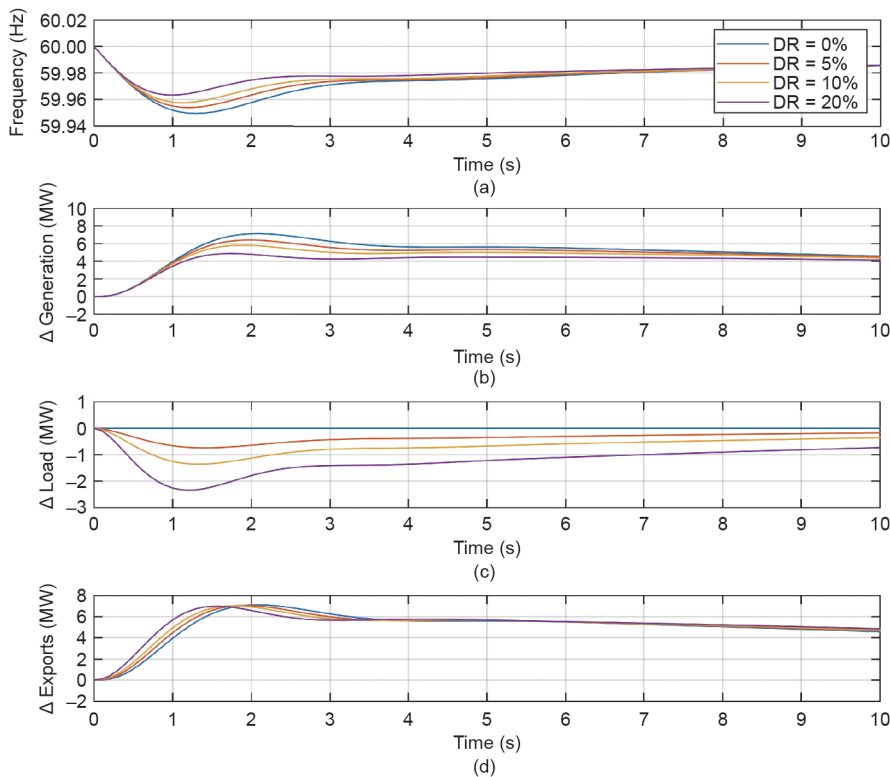 Frequency (Hz)
60.02
60.00
59.98
59.96
59.94
DR = 0%
DR = 5%
DR = 10%
DR = 20%
0 1 2 3 4 5 6 7 8 9 10
Time (s)
(a)
Δ Generation (MW)
10
8
6
4
2
0
–2
0 1 2 3 4 5 6 7 8 9 10
Time (s)
(b)
Δ Load (MW)
1
0
–1
–2
–3
0 1 2 3 4 5 6 7 8 9 10
Time (s)
(c)
Δ Exports (MW)
8
6
4
2
0
–2
0 1 2 3 4 5 6 7 8 9 10
Time (s)
(d)